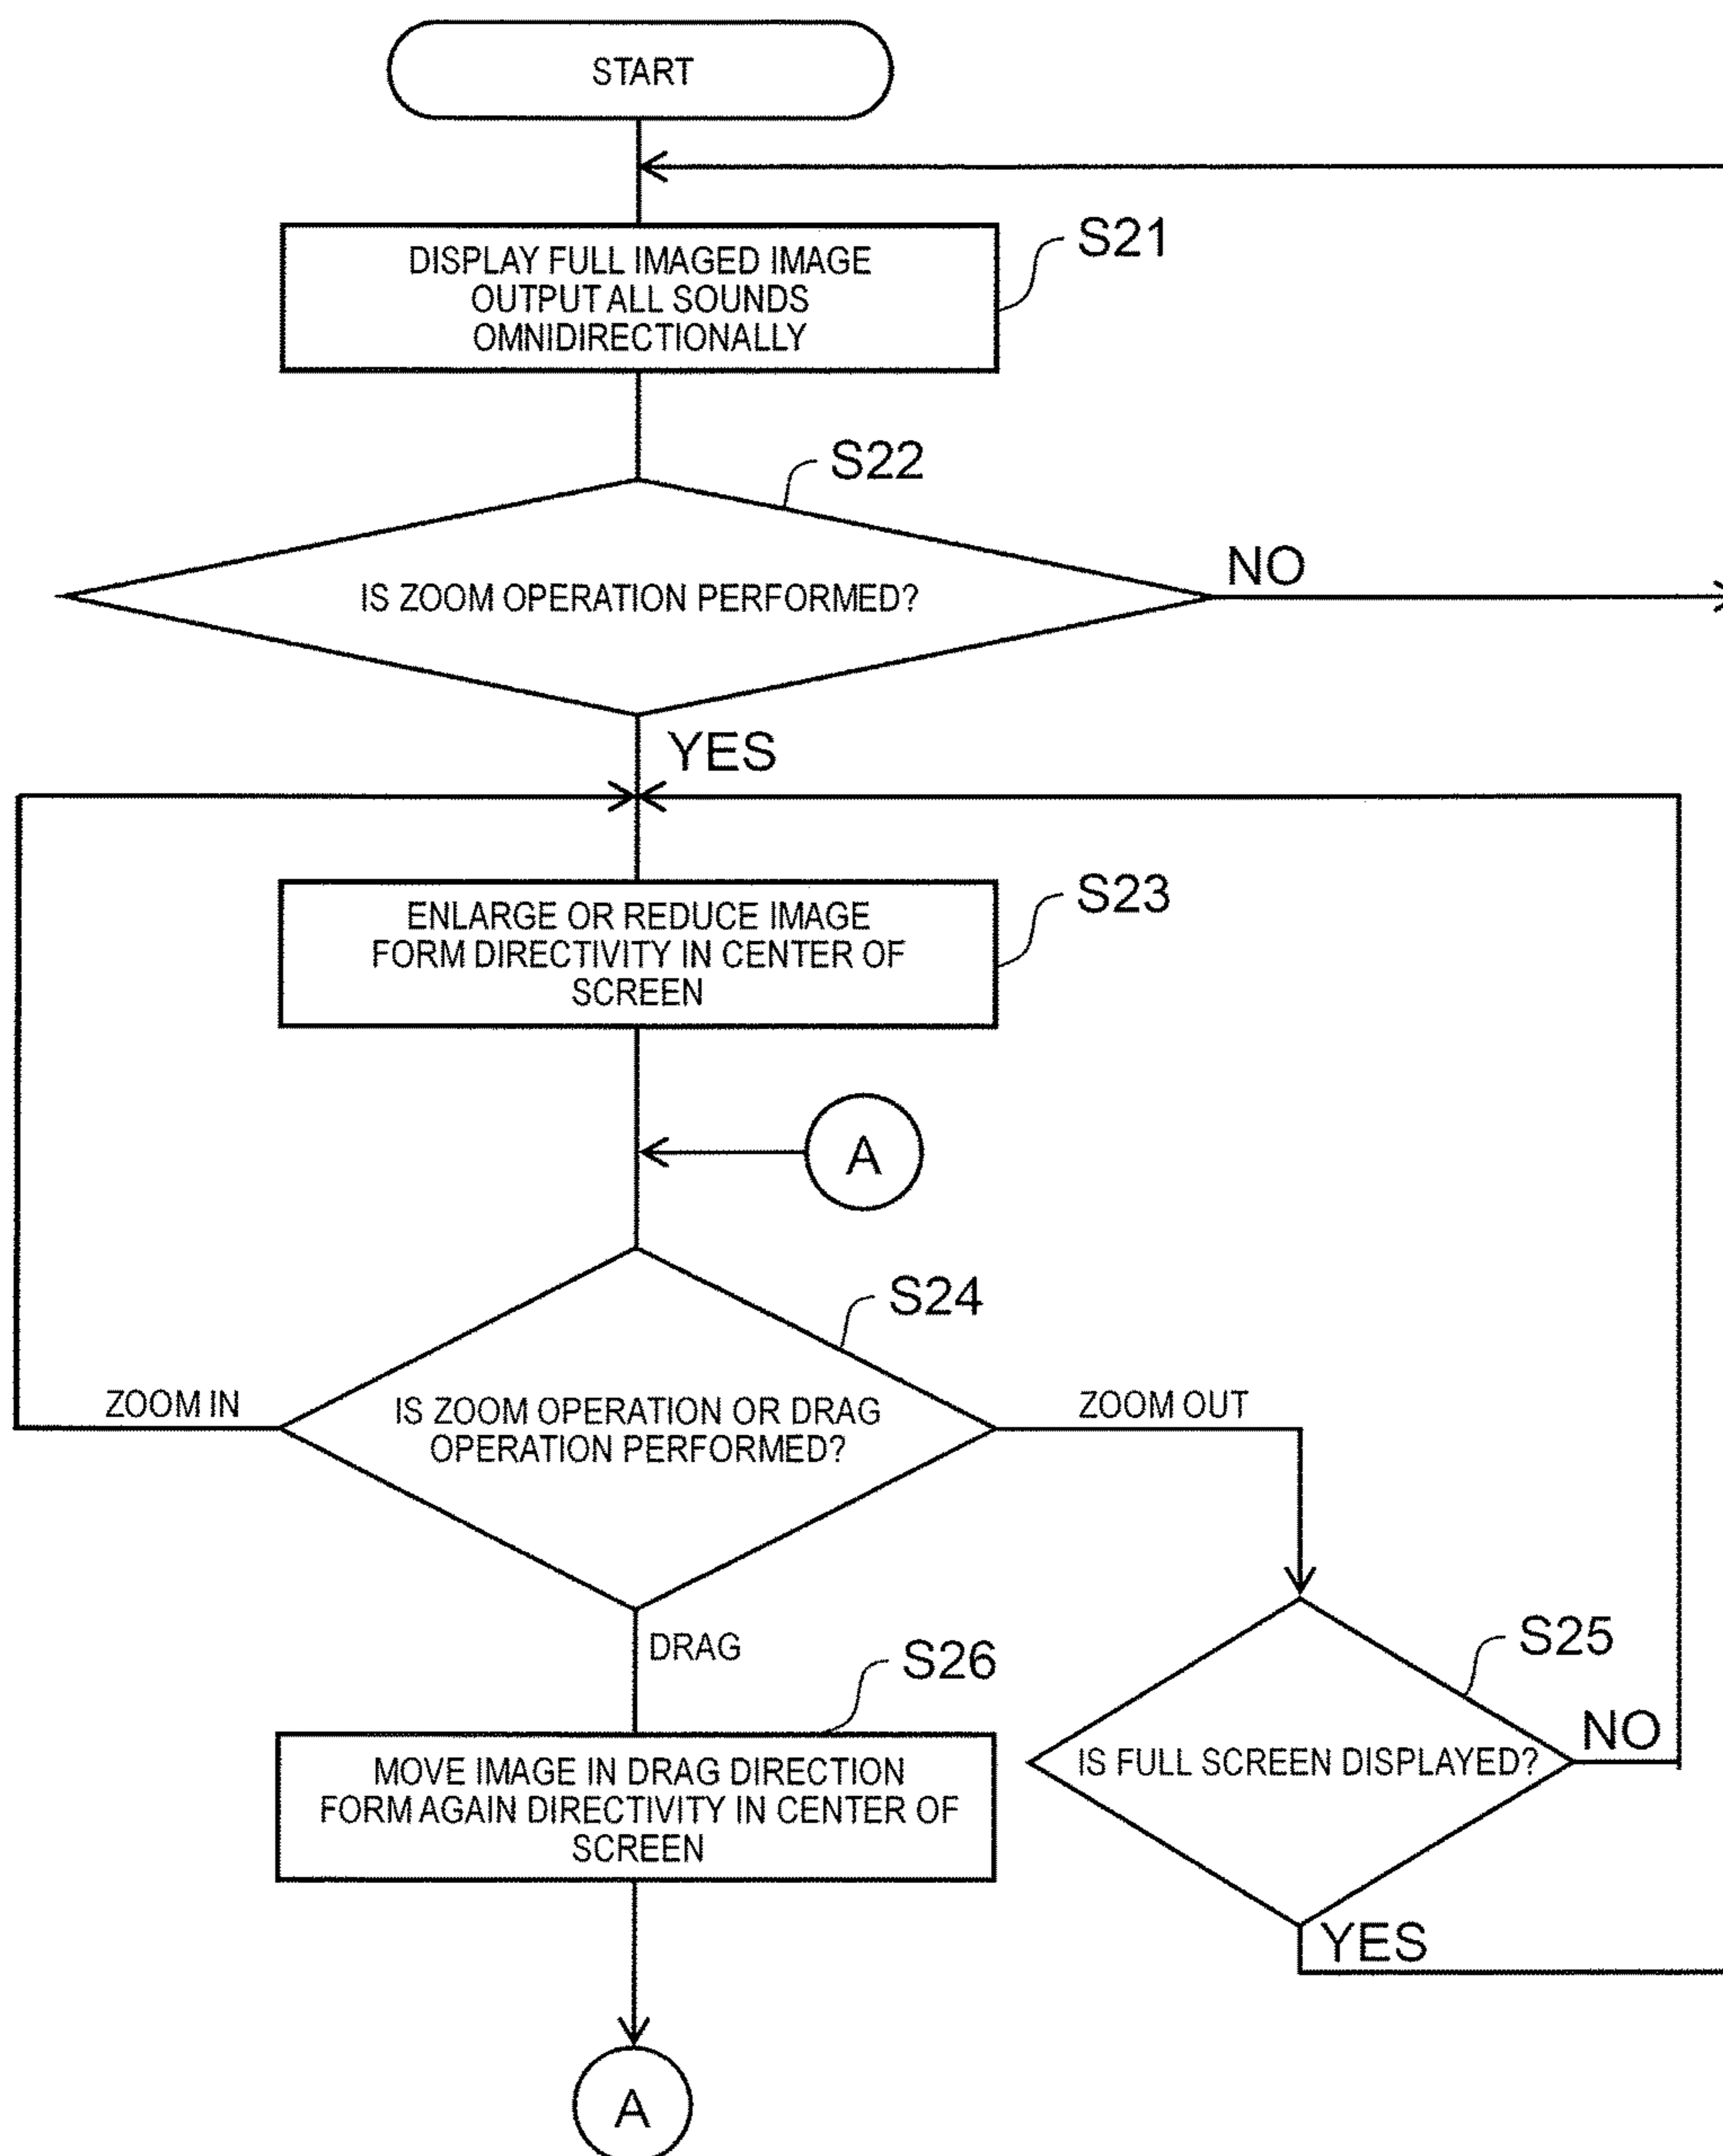 START
S21
DISPLAY FULL IMAGED IMAGE
OUTPUT ALL SOUNDS
OMNIDIRECTIONALLY
S22
IS ZOOM OPERATION PERFORMED?
NO
YES
S23
ENLARGE OR REDUCE IMAGE
FORM DIRECTIVITY IN CENTER OF
SCREEN
A
S24
ZOOM IN
IS ZOOM OPERATION OR DRAG
OPERATION PERFORMED?
ZOOM OUT
DRAG
S25
S26
IS FULL SCREEN DISPLAYED?
NO
MOVE IMAGE IN DRAG DIRECTION
FORM AGAIN DIRECTIVITY IN CENTER OF
SCREEN
YES
A